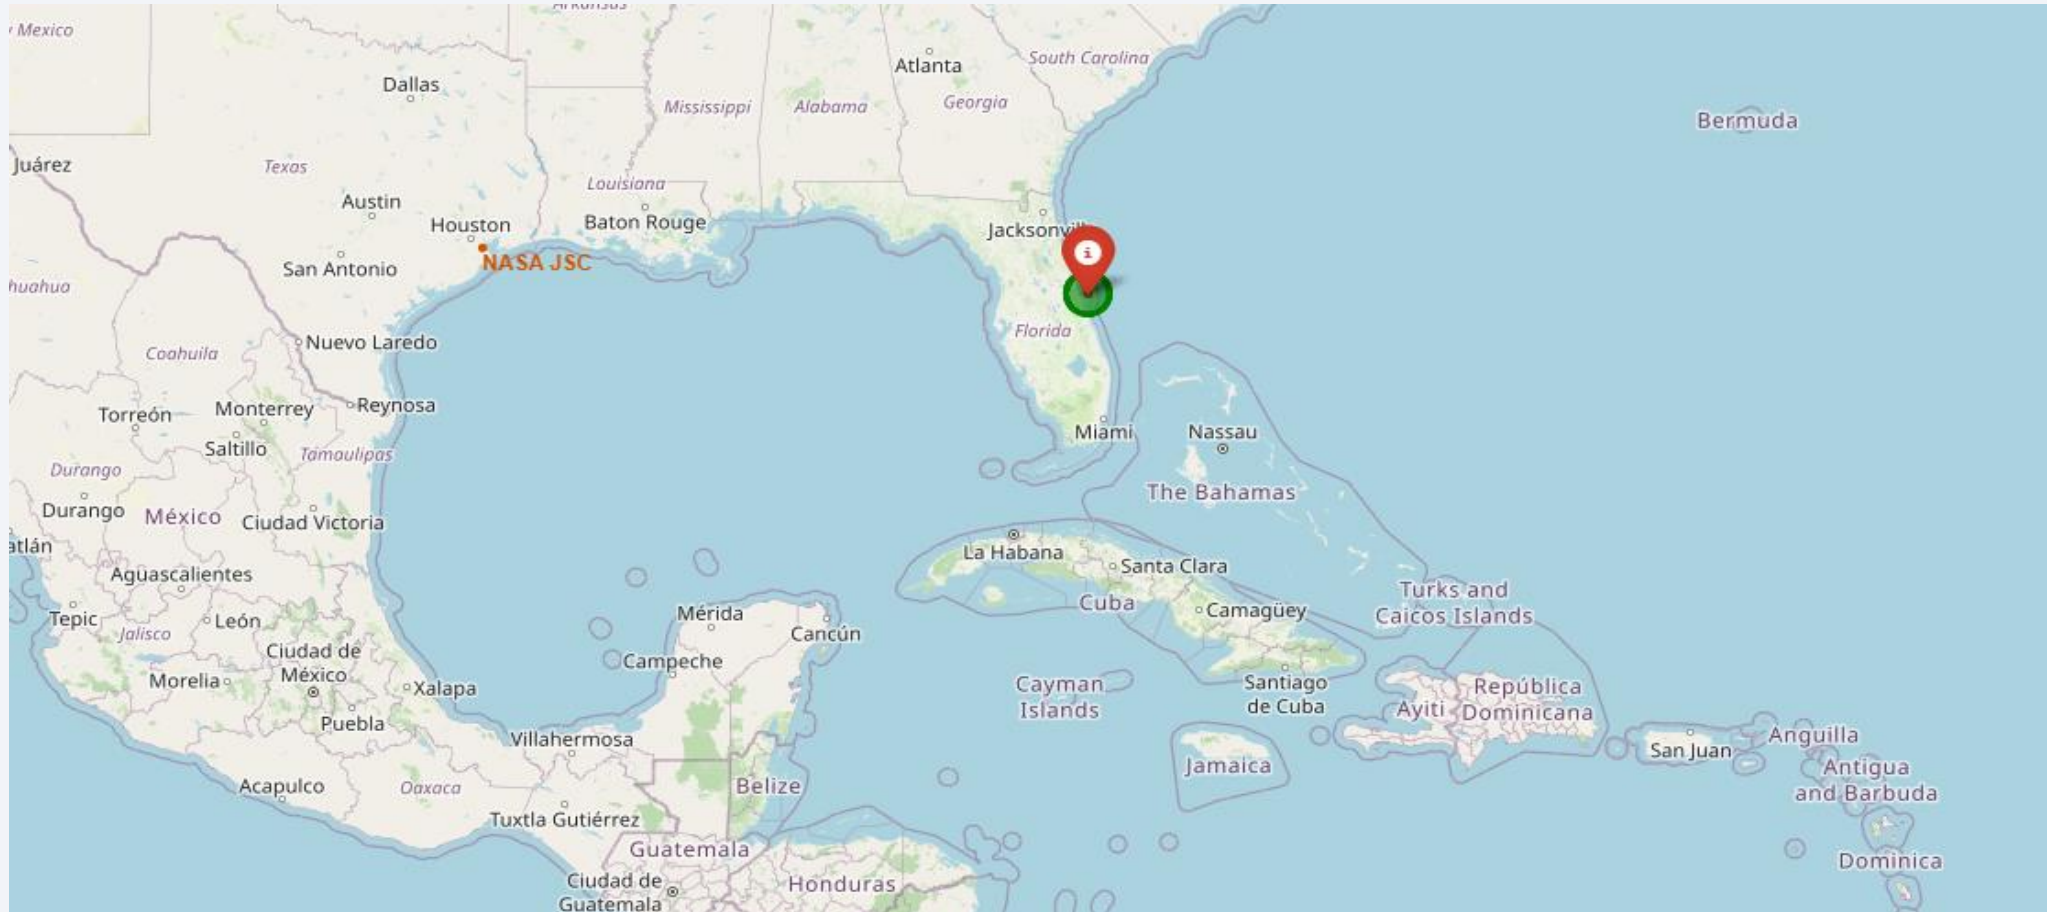 Arkansas
Mexico
South Carolina
Atlanta
Dallas
Mississippi
Alabama
Georgia
Bermuda
Juárez
Texas
Louisiana
Austin
Houston
Baton Rouge
Jacksonvill
NASA JSC
San Antonio
huahua
i
Florida
Nuevo Laredo
Coahuila
Torreón
Monterrey
Reynosa
Saltillo
Tamaulipas
Miami
Nassau
Durango
The Bahamas
Durango
México
Ciudad Victoria
atlán
La Habana
Santa Clara
Aguascalientes
Turks and
Caicos Islands
Cuba
Camagüey
Tepic
León
Mérida
Jalisco
Cancún
Ciudad de
México
Campeche
Morelia
Xalapa
Cayman
Islands
Santiago
de Cuba
República
Dominicana
Ayiti
Puebla
Villahermosa
San Juan
Anguilla
Jamaica
Antigua
and Barbuda
Acapulco
Oaxaca
Belize
Tuxtla Gutiérrez
Guatemala
Dominica
Ciudad de
Guatemala
Honduras